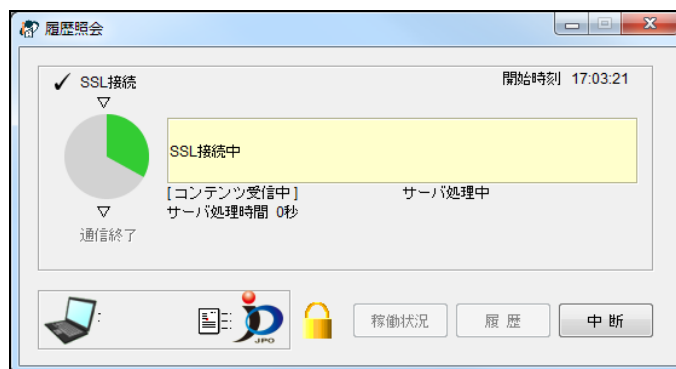 履歴照会
SSL接続
開始時刻 17:03:21
SSL接続中
[コンテンツ受信中] サーバ処理中
サーバ処理時間 0秒
通信終了
JPO
稼働状況 履歴 中断